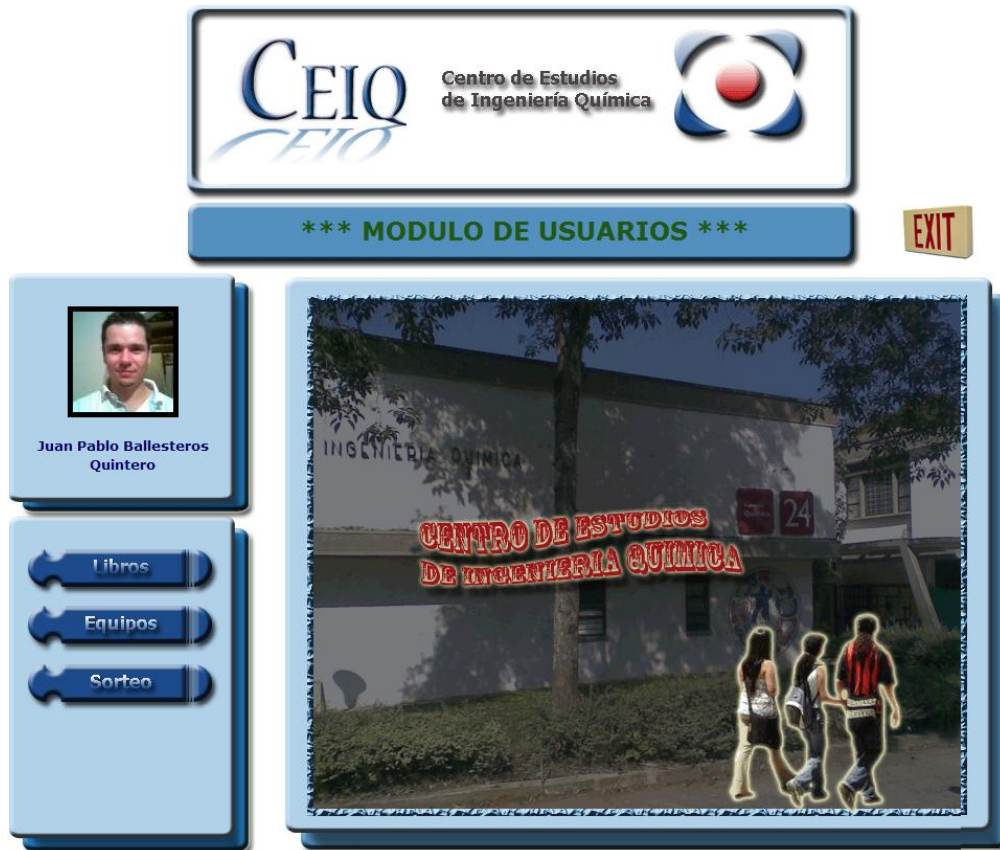 CEIQ
Centro de Estudios
de Ingeniería Química
*** MODULO DE USUARIOS ***
EXIT
Juan Pablo Ballesteros
Quintero
Libros
Equipos
Sorteo
INGENIERIA QUIMICA
24
CENTRO DE ESTUDIOS
DE INGENIERIA QUIMICA